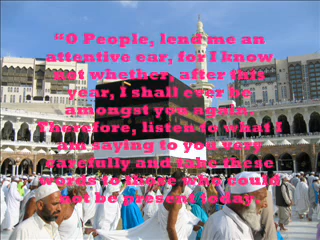 “O People, lend me an
attentive ear, for I know
not whether, after this
year, I shall ever be
amongst you again.
Therefore, listen to what I
am saying to you very
carefully and take these
words to those who could
not be present today